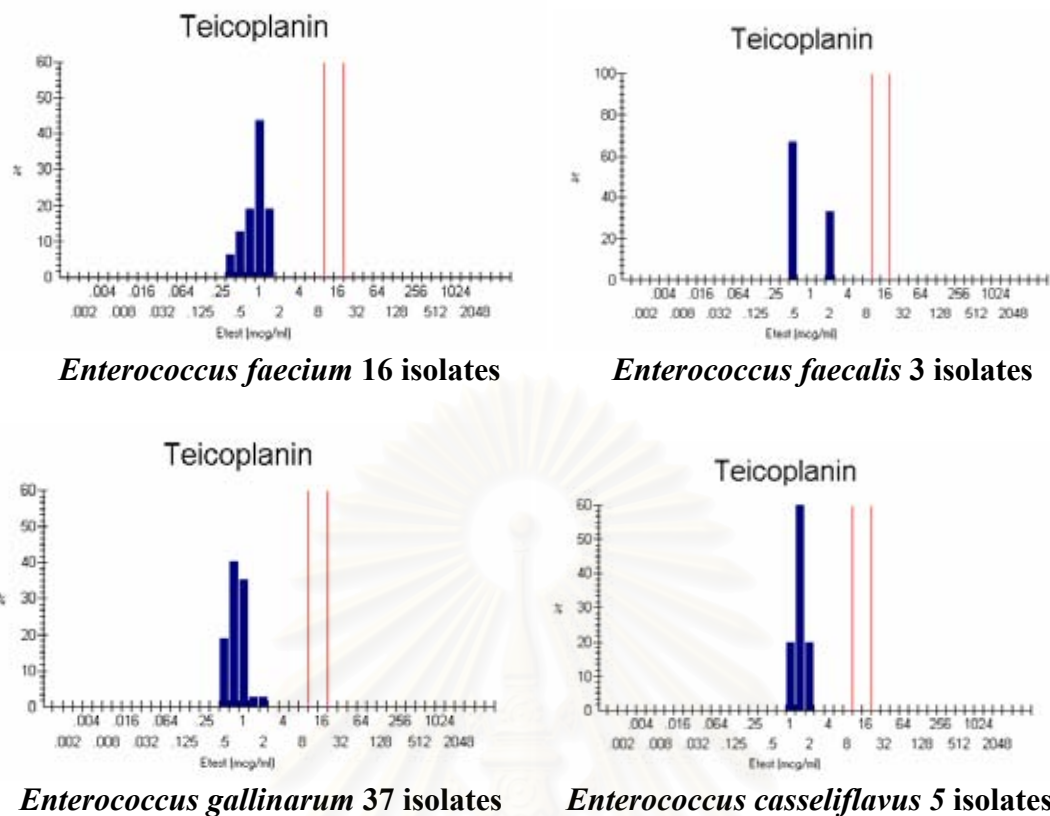 Teicoplanin
60
50
40
30
20
10
0
%
.004 .016 .064 .25 1 4 16 64 256 1024
.002 .008 .032 .125 .5 2 8 32 128 512 2048
Etest (mcg/ml)
Enterococcus faecium 16 isolates
Teicoplanin
100
80
60
40
20
0
%
.004 .016 .064 .25 1 4 16 64 256 1024
.002 .008 .032 .125 .5 2 8 32 128 512 2048
Etest (mcg/ml)
Enterococcus faecalis 3 isolates
Teicoplanin
60
50
40
30
20
10
0
%
.004 .016 .064 .25 1 4 16 64 256 1024
.002 .008 .032 .125 .5 2 8 32 128 512 2048
Etest (mcg/ml)
Enterococcus gallinarum 37 isolates
Teicoplanin
60
50
40
30
20
10
0
%
.004 .016 .064 .25 1 4 16 64 256 1024
.002 .008 .032 .125 .5 2 8 32 128 512 2048
Etest (mcg/ml)
Enterococcus casseliflavus 5 isolates